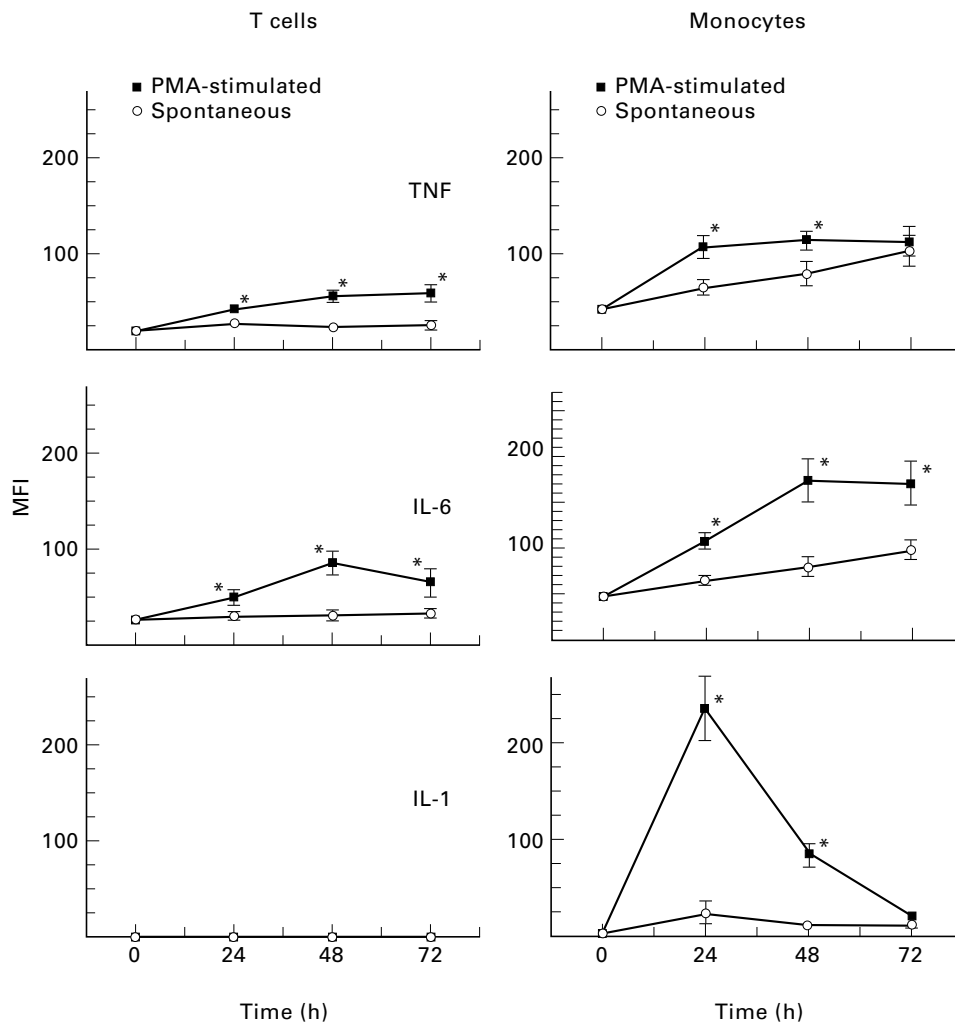 T cells
Monocytes
■ PMA-stimulated
○ Spontaneous
■ PMA-stimulated
○ Spontaneous
200
100
TNF
*
*
*
200
100
*
*
MFI
200
100
IL-6
*
*
*
200
100
*
*
*
200
100
IL-1
0 24 48 72
Time (h)
200
100
*
*
0 24 48 72
Time (h)